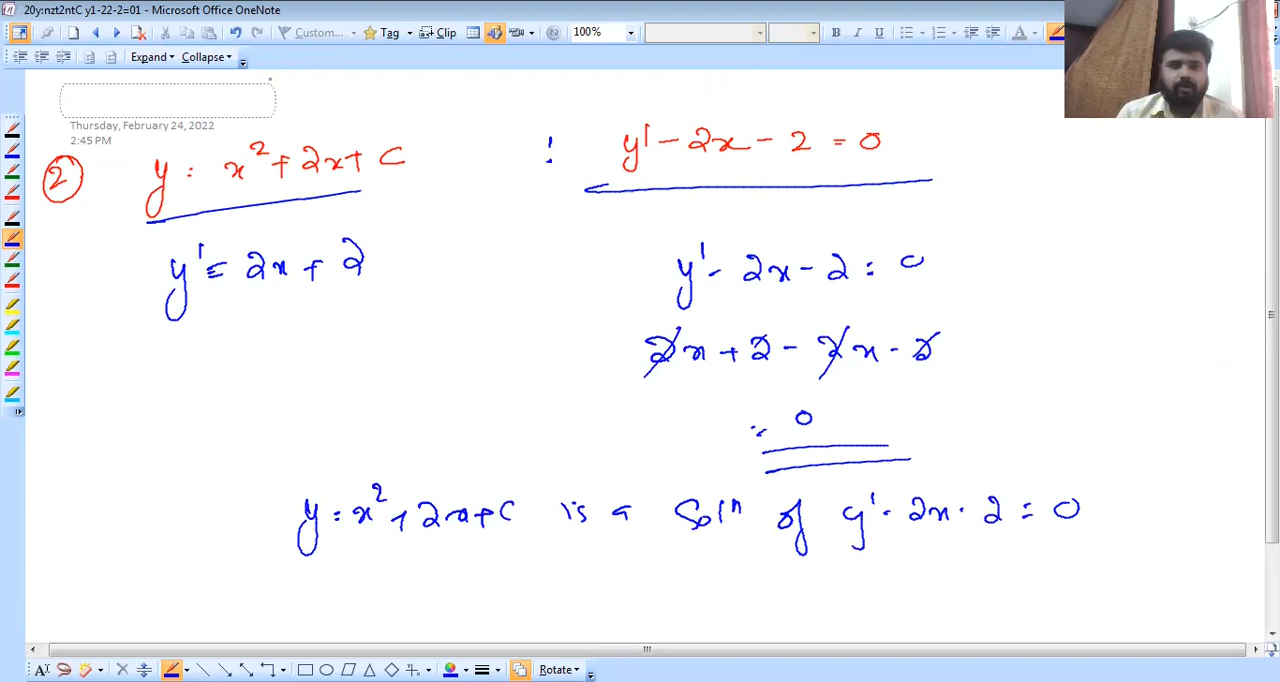 20y:nzt2ntC y1-22-2=01 - Microsoft Office OneNote
Custom... Tag Clip 100% B I U A
Expand Collapse
Thursday, February 24, 2022
2:45 PM
② y = x² + 2x + C : y' - 2x - 2 = 0
y' = 2x + 2
y' - 2x - 2 = 0
2x + 2 - 2x - 2
= 0
y = x² + 2x + C is a Solⁿ of y' - 2x - 2 = 0
A Rotate